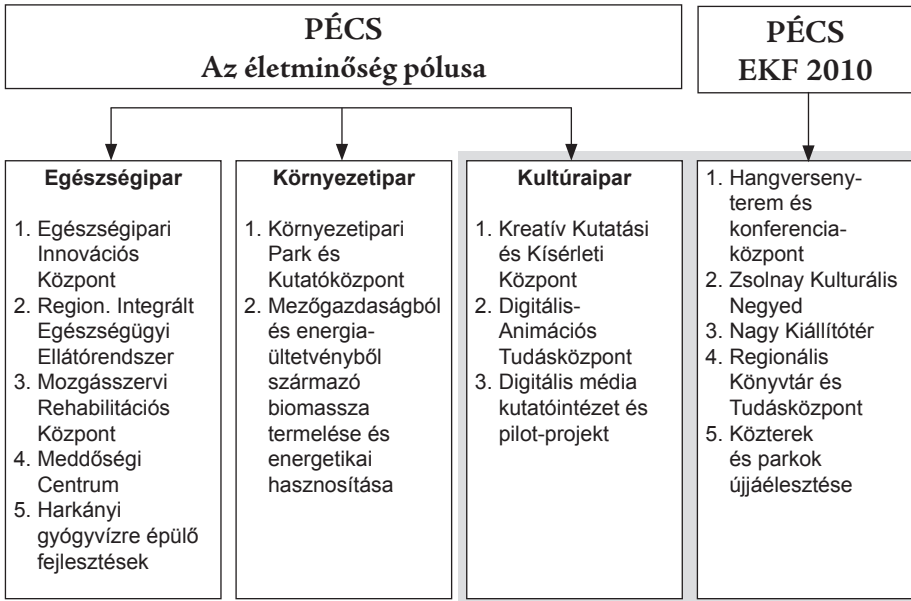 PÉCS
Az életminőség pólusa
PÉCS
EKF 2010
Egészségipar
1. Egészségipari
Innovációs
Központ
2. Region. Integrált
Egészségügyi
Ellátórendszer
3. Mozgásszervi
Rehabilitációs
Központ
4. Meddőségi
Centrum
5. Harkányi
gyógyvízre épülő
fejlesztések
Környezetipar
1. Környezetipari
Park és
Kutatóközpont
2. Mezőgazdaságból
és energia-
ültetvényből
származó
biomassza
termelése és
energetikai
hasznosítása
Kultúraipar
1. Kreatív Kutatási
és Kísérleti
Központ
2. Digitális-
Animációs
Tudásközpont
3. Digitális média
kutatóintézet és
pilot-projekt
1. Hangverseny-
terem és
konferencia-
központ
2. Zsolnay Kulturális
Negyed
3. Nagy Kiállítótér
4. Regionális
Könyvtár és
Tudásközpont
5. Közterek
és parkok
újjáélesztése